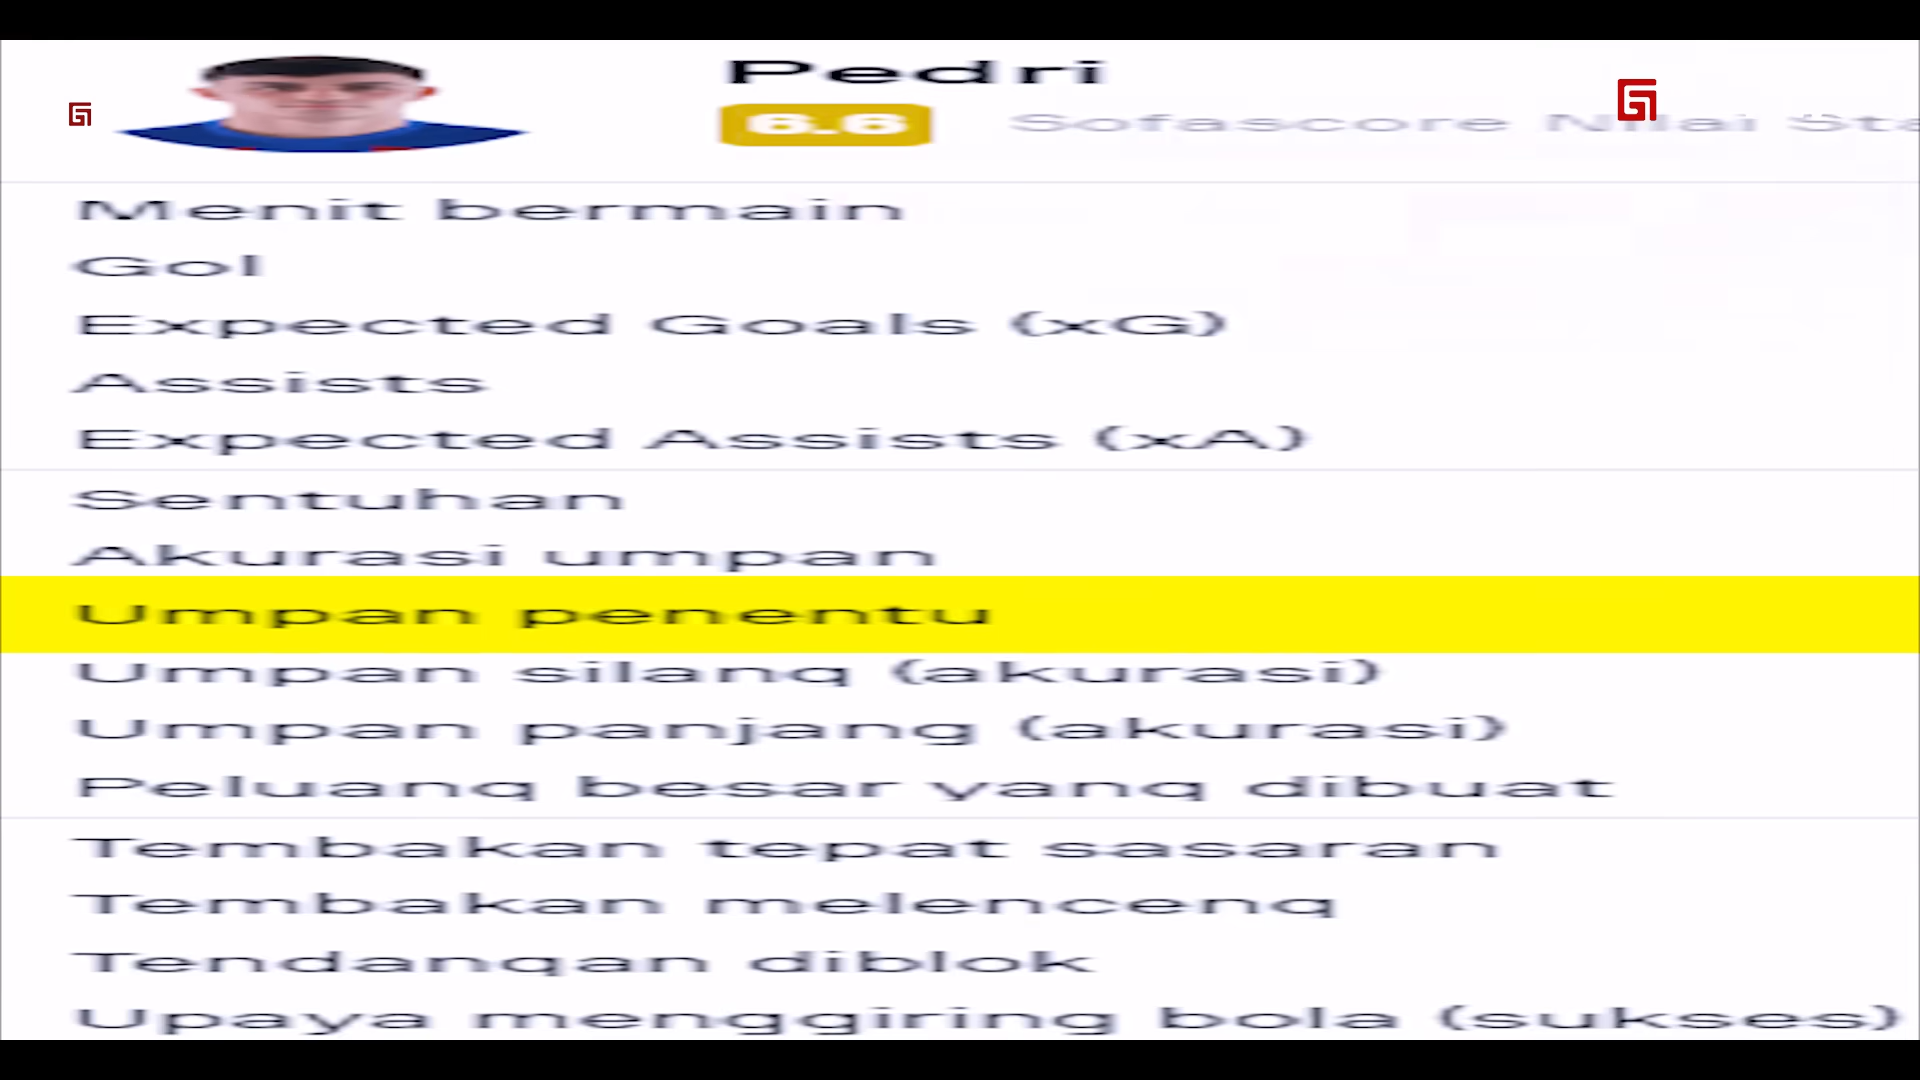 Pedri
6.6 Sofascore Nilai Sta
Menit bermain
Gol
Expected Goals (xG)
Assists
Expected Assists (xA)
Sentuhan
Akurasi umpan
Umpan penentu
Umpan silang (akurasi)
Umpan panjang (akurasi)
Peluang besar yang dibuat
Tembakan tepat sasaran
Tembakan melenceng
Tendangan diblok
Upaya menggiring bola (sukses)